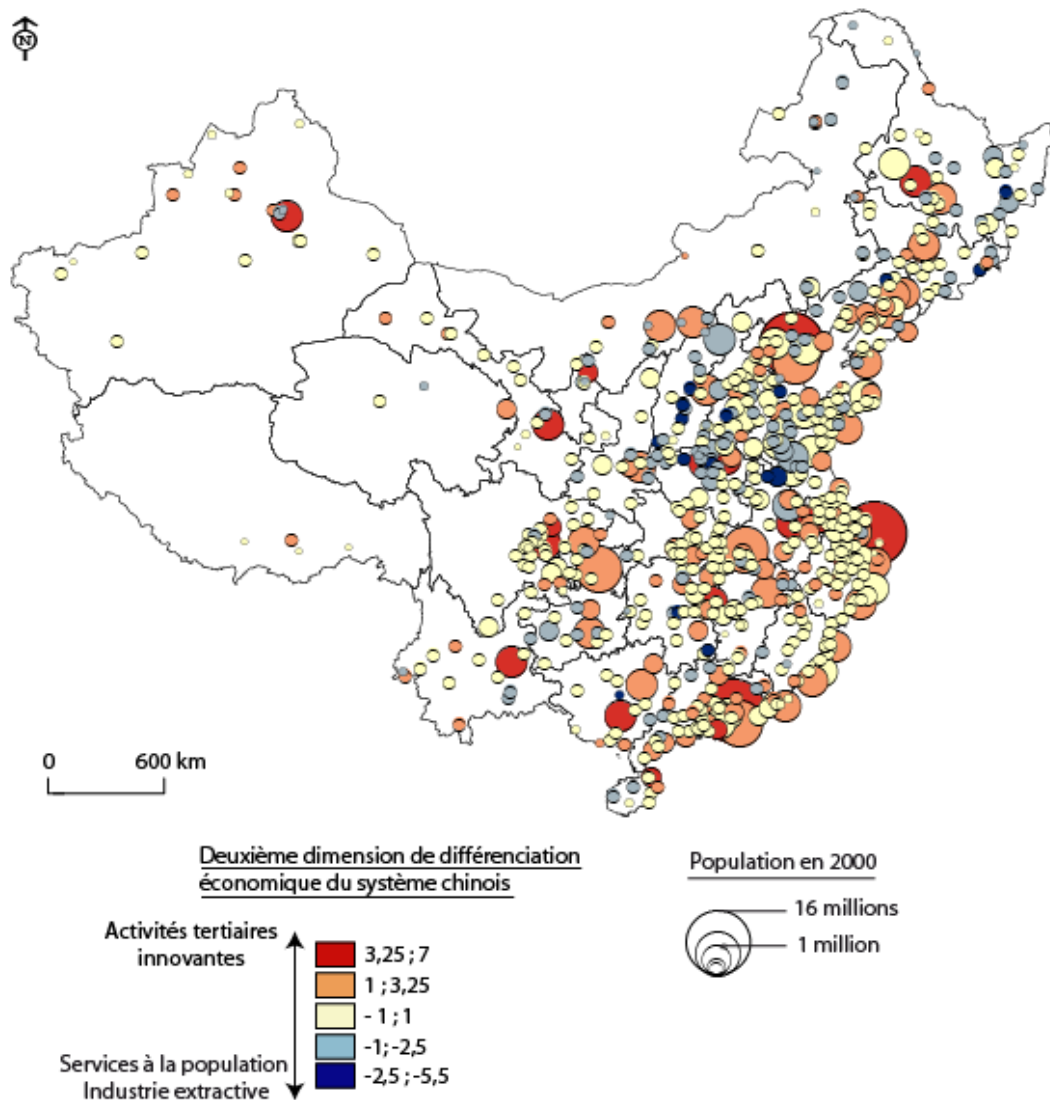 N
0 600 km
Deuxième dimension de différenciation
économique du système chinois
Activités tertiaires
innovantes
3,25 ; 7
1 ; 3,25
- 1 ; 1
-1; -2,5
-2,5 ; -5,5
Services à la population
Industrie extractive
Population en 2000
16 millions
1 million